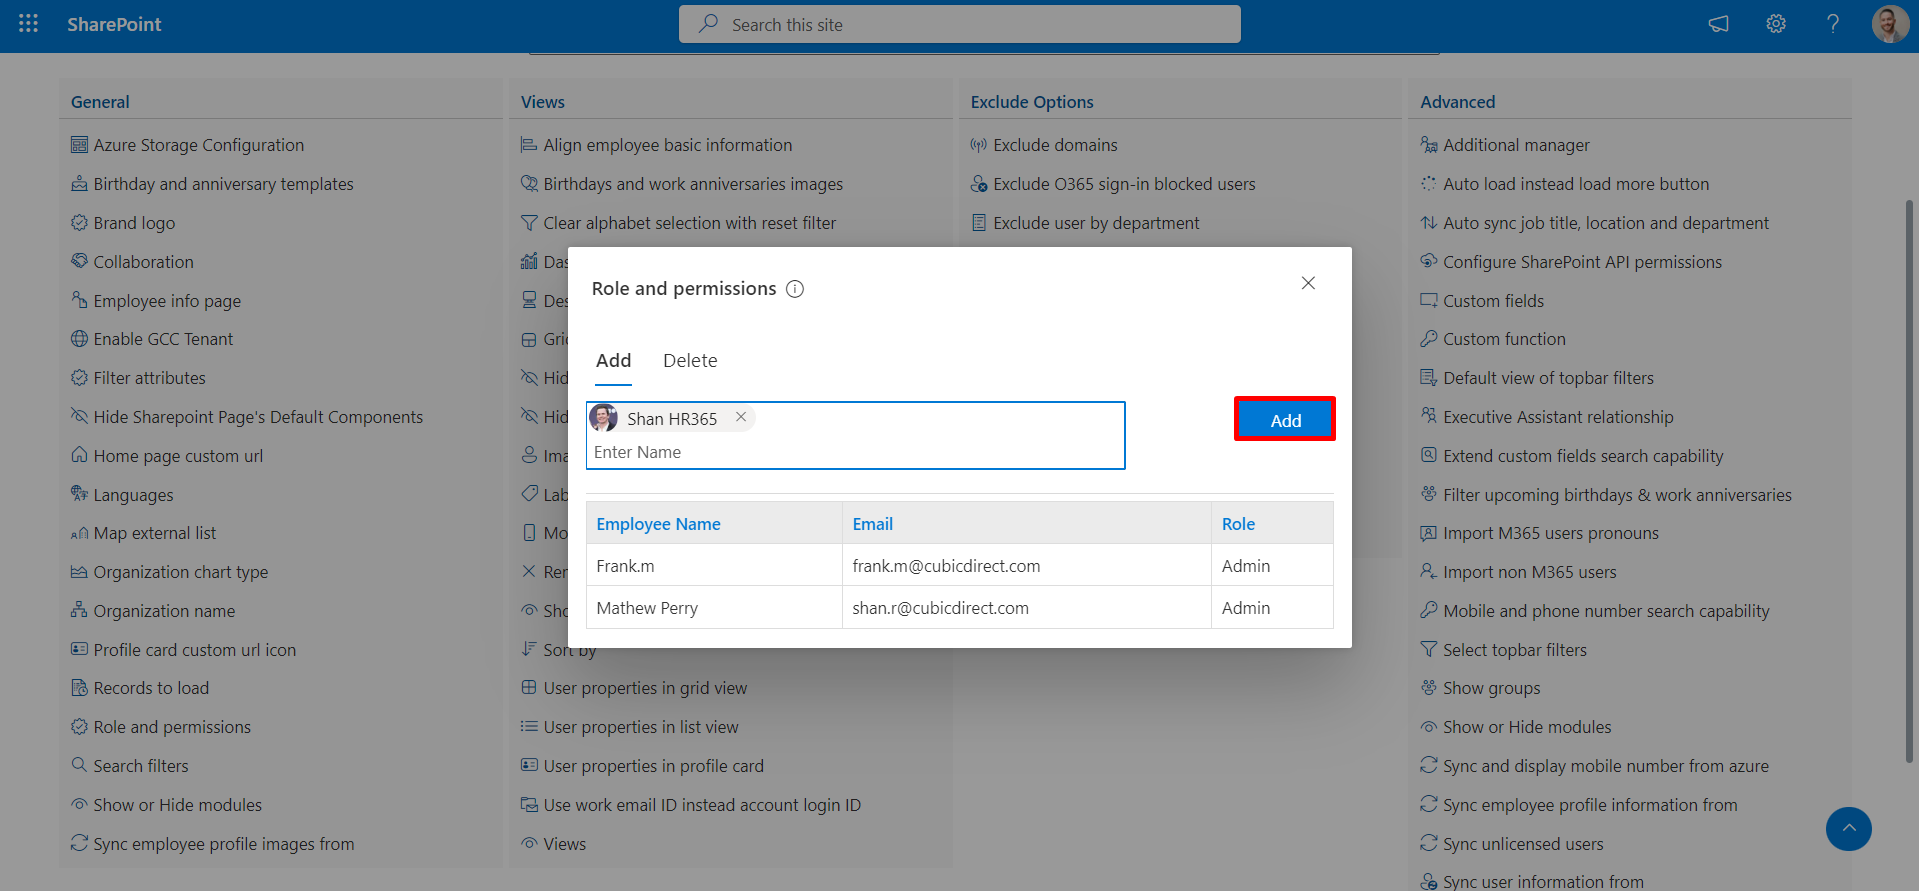 SharePoint
Search this site
General
Azure Storage Configuration
Birthday and anniversary templates
Brand logo
Collaboration
Employee info page
Enable GCC Tenant
Filter attributes
Hide Sharepoint Page's Default Components
Home page custom url
Languages
Map external list
Organization chart type
Organization name
Profile card custom url icon
Records to load
Role and permissions
Search filters
Show or Hide modules
Sync employee profile images from
Views
Align employee basic information
Birthdays and work anniversaries images
Clear alphabet selection with reset filter
Das
Des
Gri
Hid
Hid
Ima
Lab
Mo
Ren
Sho
Sort by
User properties in grid view
User properties in list view
User properties in profile card
Use work email ID instead account login ID
Views
Exclude Options
Exclude domains
Exclude O365 sign-in blocked users
Exclude user by department
Advanced
Additional manager
Auto load instead load more button
Auto sync job title, location and department
Configure SharePoint API permissions
Custom fields
Custom function
Default view of topbar filters
Executive Assistant relationship
Extend custom fields search capability
Filter upcoming birthdays & work anniversaries
Import M365 users pronouns
Import non M365 users
Mobile and phone number search capability
Select topbar filters
Show groups
Show or Hide modules
Sync and display mobile number from azure
Sync employee profile information from
Sync unlicensed users
Sync user information from
Role and permissions
Add Delete
Shan HR365
Enter Name
Add
Employee Name Email Role
Frank.m frank.m@cubicdirect.com Admin
Mathew Perry shan.r@cubicdirect.com Admin